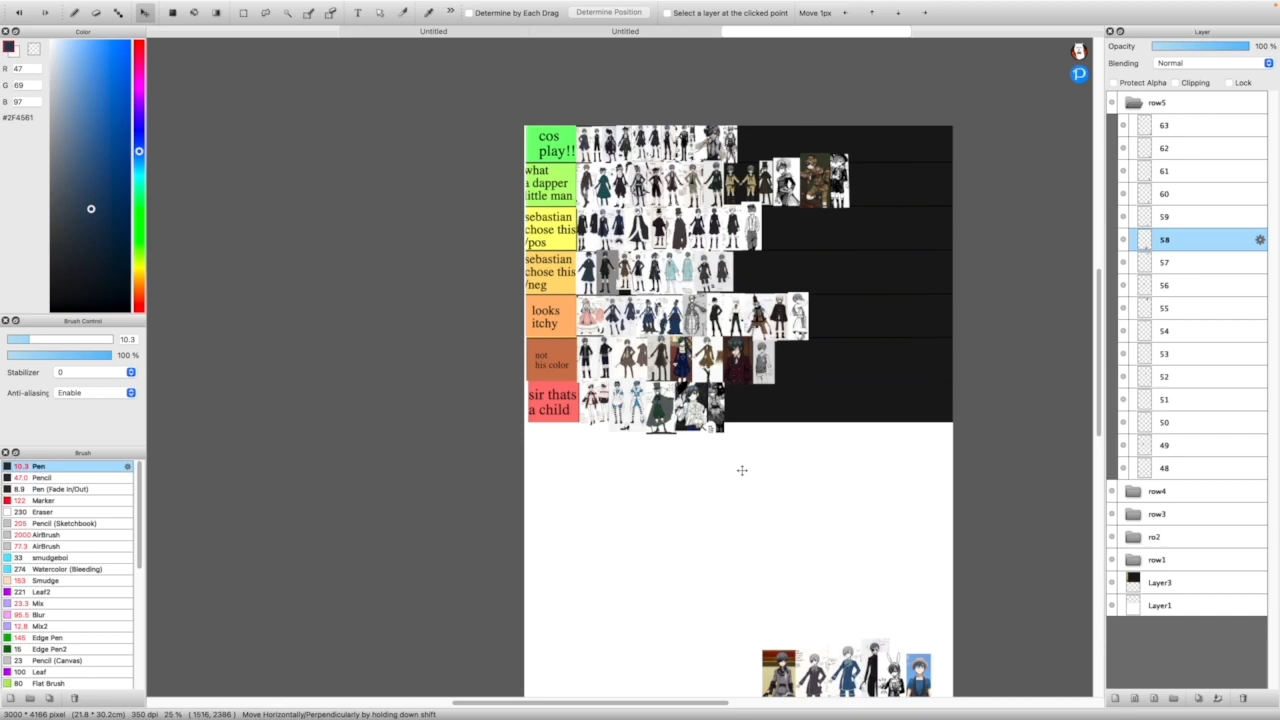 Determine by Each Drag
Determine Position
Select a layer at the clicked point
Move 1px
Color
Untitled
Untitled
Layer
R 47
G 69
B 97
#2F4561
Opacity 100 %
Blending Normal
Protect Alpha Clipping Lock
row5
63
62
61
60
59
58
57
56
55
54
53
52
51
50
49
48
row4
row3
ro2
row1
Layer3
Layer1
Brush Control
10.3
100 %
Stabilizer 0
Anti-aliasing Enable
Brush
10.3 Pen
47.0 Pencil
8.9 Pen (Fade In/Out)
122 Marker
230 Eraser
205 Pencil (Sketchbook)
2000 AirBrush
77.3 AirBrush
33 smudgebol
274 Watercolor (Bleeding)
153 Smudge
221 Leaf2
23.3 Mix
95.5 Blur
12.8 Mix2
145 Edge Pen
15 Edge Pen2
23 Pencil (Canvas)
100 Leaf
80 Flat Brush
cos
play!!
what
a dapper
little man
sebastian
chose this
/pos
sebastian
chose this
/neg
looks
itchy
not
his color
sir thats
a child
3000 * 4166 pixel (21.8 * 30.2cm) 350 dpi 25 % ( 1516, 2386 ) Move Horizontally/Perpendicularly by holding down shift